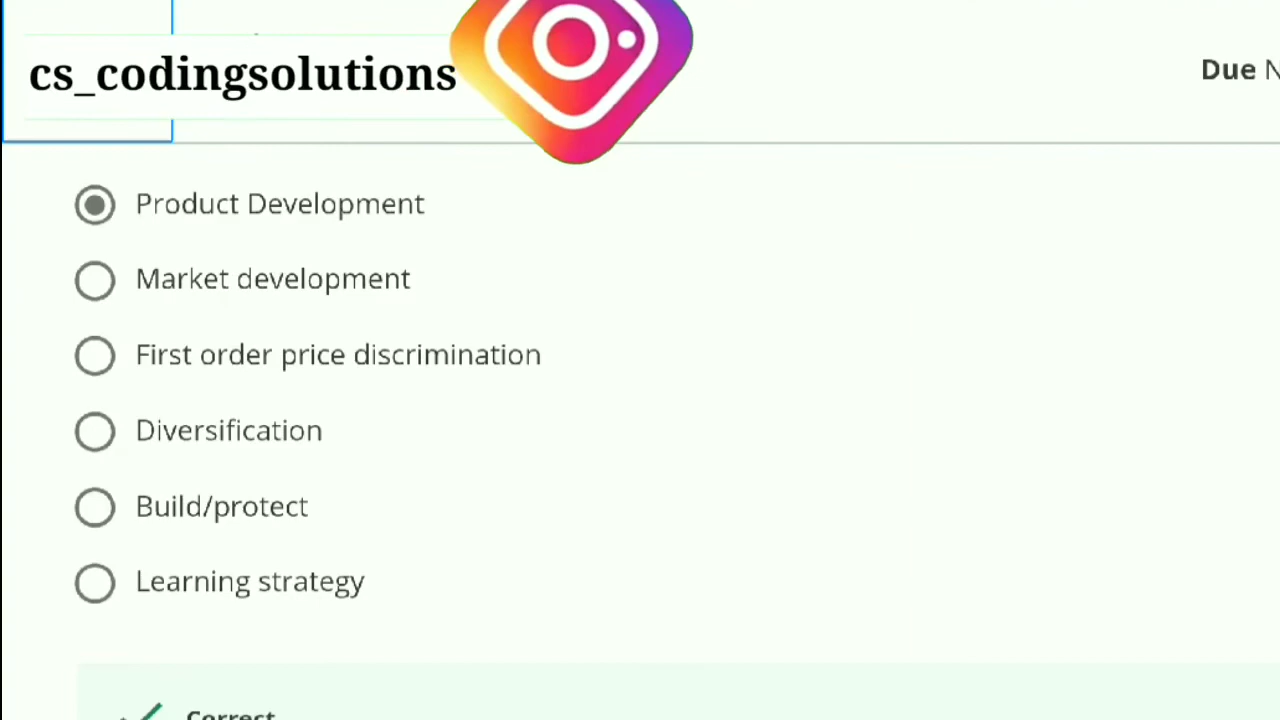 cs_codingsolutions
Due N
Product Development
Market development
First order price discrimination
Diversification
Build/protect
Learning strategy
Correct